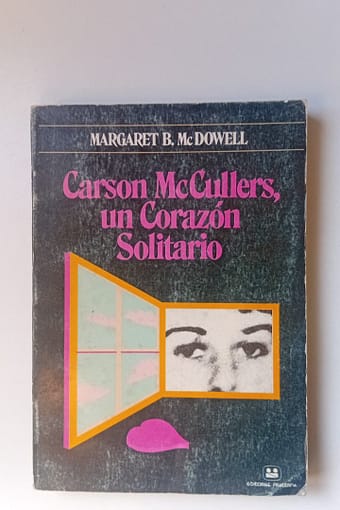 MARGARET B. McDOWELL
Carson McCullers,
un Corazón
Solitario